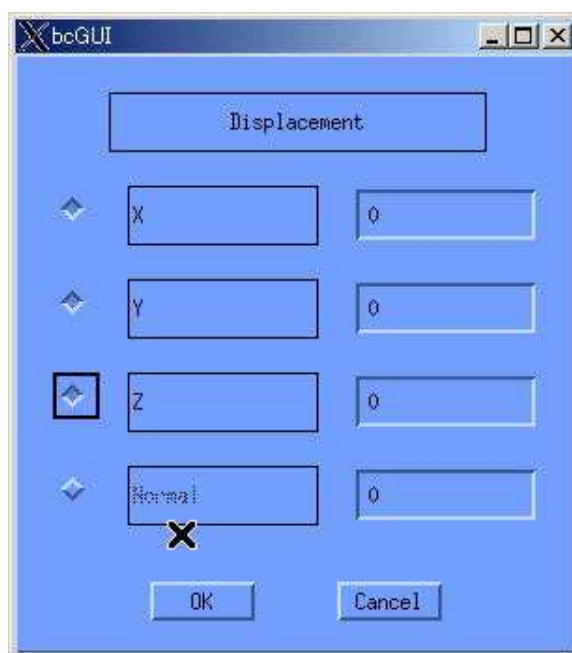 bcGUI
Displacement
X 0
Y 0
Z 0
Normal 0
OK Cancel